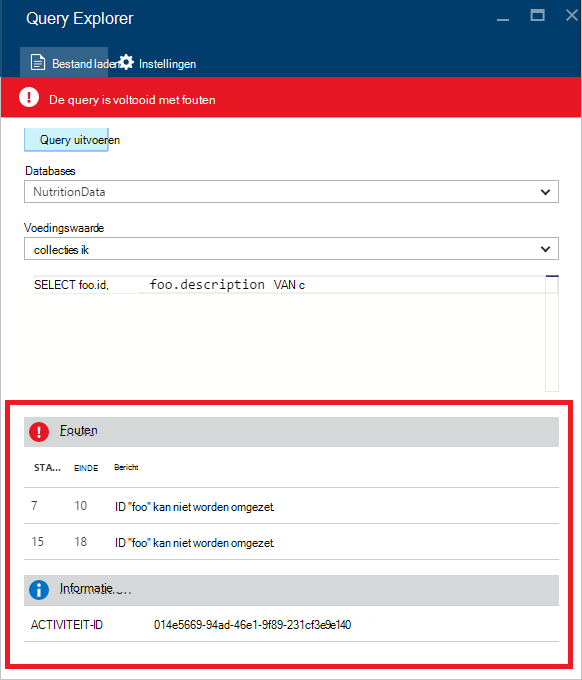 Query Explorer
Bestand laden Instellingen
De query is voltooid met fouten
Query uitvoeren
Databases
NutritionData
Voedingswaarde
collecties ik
SELECT foo.id, foo.description VAN c
Fouten
STA... EINDE Bericht
7 10 ID "foo" kan niet worden omgezet.
15 18 ID "foo" kan niet worden omgezet.
Informatie
ACTIVITEIT-ID 014e5669-94ad-46e1-9f89-231cf3e9e140